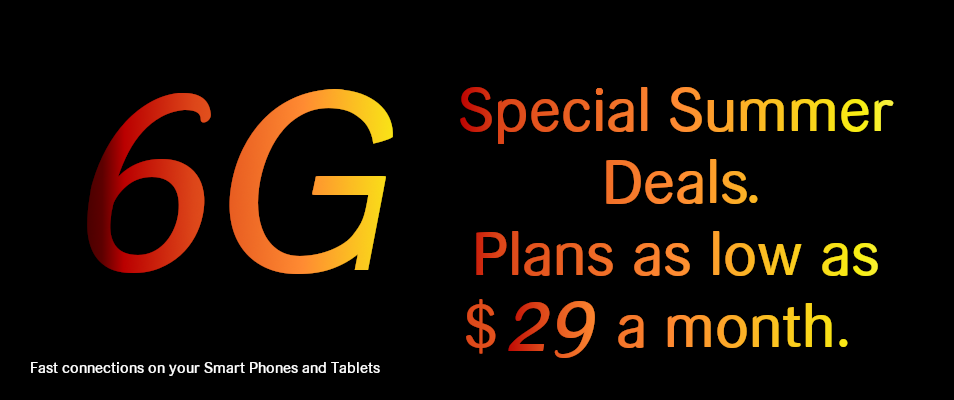 6G
Special Summer
Deals.
Plans as low as
$ 29 a month.
Fast connections on your Smart Phones and Tablets